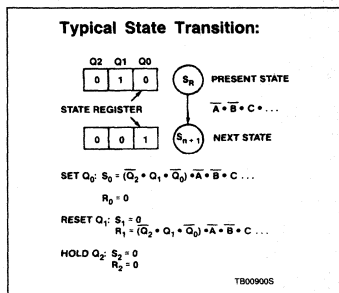 Typical State Transition:
Q2 Q1 Q0
0 1 0
S_R PRESENT STATE
STATE REGISTER
A̅ • B̅ • C • . . .
0 0 1
S_{n + 1} NEXT STATE
SET Q₀: S₀ = (Q̅₂ • Q₁ • Q̅₀) • A̅ • B̅ • C . . .
R₀ = 0
RESET Q₁: S₁ = 0
R₁ = (Q̅₂ • Q₁ • Q̅₀) • A̅ • B̅ • C . . .
HOLD Q₂: S₂ = 0
R₂ = 0
TB00900S